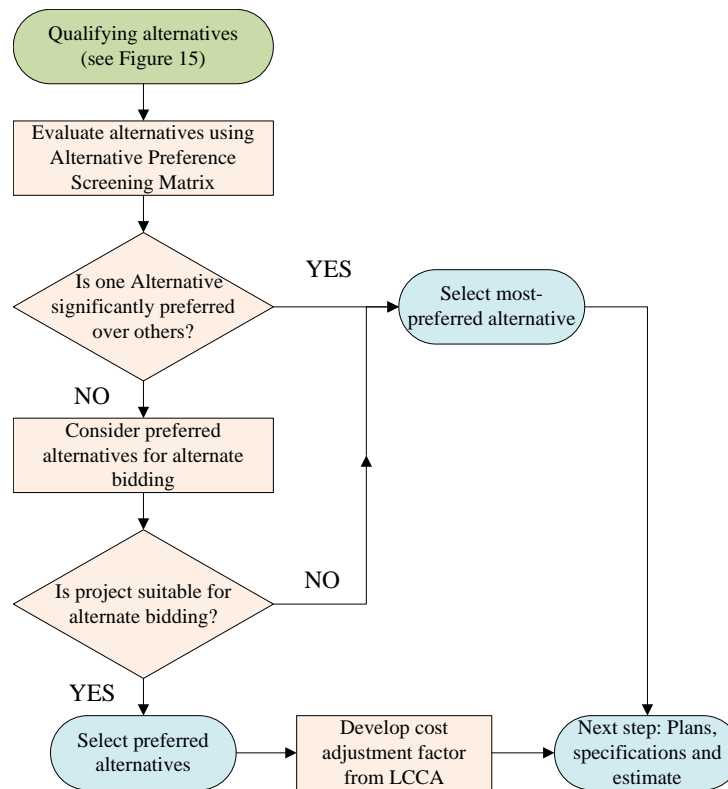 Qualifying alternatives
(see Figure 15)
Evaluate alternatives using
Alternative Preference
Screening Matrix
Is one Alternative
significantly preferred
over others?
YES
Select most-
preferred alternative
NO
Consider preferred
alternatives for alternate
bidding
Is project suitable for
alternate bidding?
NO
YES
Select preferred
alternatives
Develop cost
adjustment factor
from LCCA
Next step: Plans,
specifications and
estimate